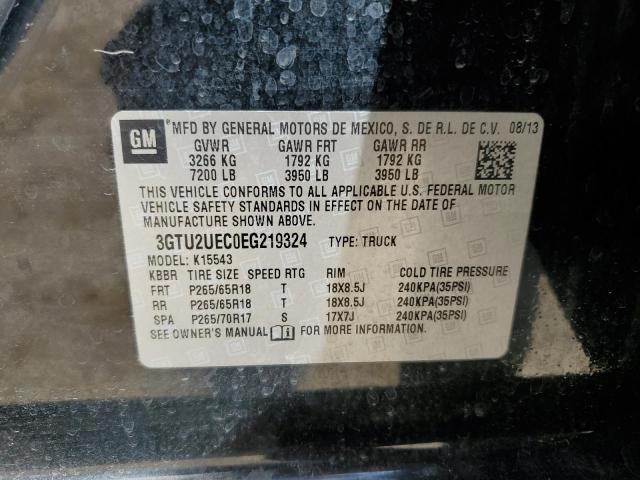 GM
*MFD BY GENERAL MOTORS DE MEXICO, S. DE R.L. DE C.V. 08/13
GVWR GAWR FRT GAWR RR
3266 KG 1792 KG 1792 KG
7200 LB 3950 LB 3950 LB
THIS VEHICLE CONFORMS TO ALL APPLICABLE U.S. FEDERAL MOTOR
VEHICLE SAFETY STANDARDS IN EFFECT ON THE DATE OF
MANUFACTURE SHOWN ABOVE.
3GTU2UEC0EG219324 TYPE: TRUCK
MODEL: K15543
KBBR TIRE SIZE SPEED RTG RIM COLD TIRE PRESSURE
FRT P265/65R18 T 18X8.5J 240KPA(35PSI)
RR P265/65R18 T 18X8.5J 240KPA(35PSI)
SPA P265/70R17 S 17X7J 240KPA(35PSI)
SEE OWNER'S MANUAL FOR MORE INFORMATION.